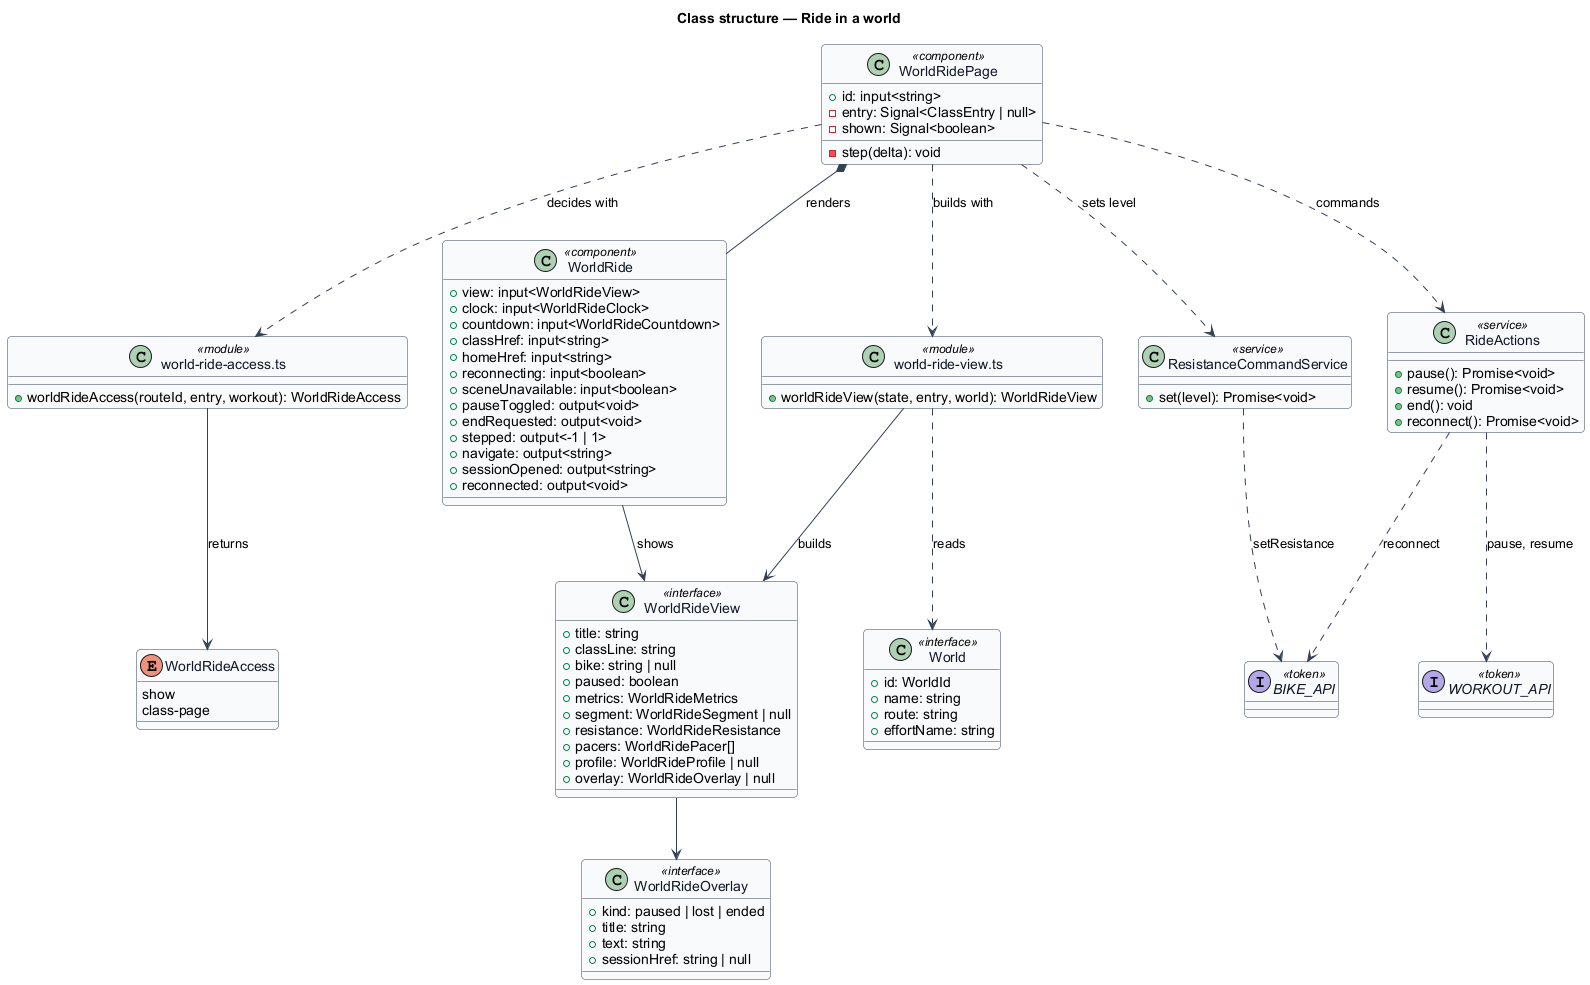 Class structure — Ride in a world
C
«component»
WorldRidePage
id: input<string>
entry: Signal<ClassEntry | null>
shown: Signal<boolean>
step(delta): void
decides with
renders
builds with
sets level
commands
C
«component»
WorldRide
view: input<WorldRideView>
clock: input<WorldRideClock>
countdown: input<WorldRideCountdown>
classHref: input<string>
homeHref: input<string>
reconnecting: input<boolean>
sceneUnavailable: input<boolean>
pauseToggled: output<void>
endRequested: output<void>
stepped: output<-1 | 1>
navigate: output<string>
sessionOpened: output<string>
reconnected: output<void>
C
«module»
world-ride-access.ts
worldRideAccess(routeId, entry, workout): WorldRideAccess
C
«module»
world-ride-view.ts
worldRideView(state, entry, world): WorldRideView
C
«service»
ResistanceCommandService
set(level): Promise<void>
C
«service»
RideActions
pause(): Promise<void>
resume(): Promise<void>
end(): void
reconnect(): Promise<void>
returns
shows
builds
reads
setResistance
reconnect
pause, resume
E
WorldRideAccess
show
class-page
C
«interface»
WorldRideView
title: string
classLine: string
bike: string | null
paused: boolean
metrics: WorldRideMetrics
segment: WorldRideSegment | null
resistance: WorldRideResistance
pacers: WorldRidePacer[]
profile: WorldRideProfile | null
overlay: WorldRideOverlay | null
C
«interface»
World
id: WorldId
name: string
route: string
effortName: string
I
«token»
BIKE_API
I
«token»
WORKOUT_API
C
«interface»
WorldRideOverlay
kind: paused | lost | ended
title: string
text: string
sessionHref: string | null